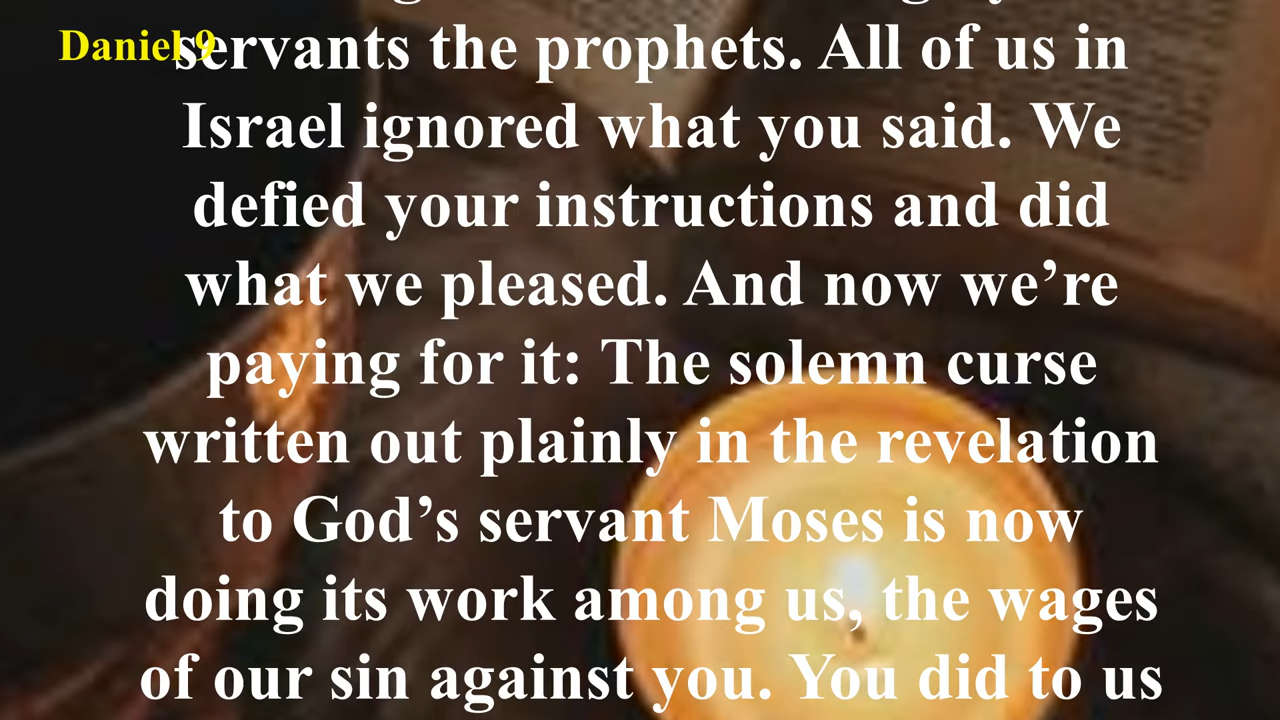 Daniel 9
servants the prophets. All of us in
Israel ignored what you said. We
defied your instructions and did
what we pleased. And now we’re
paying for it: The solemn curse
written out plainly in the revelation
to God’s servant Moses is now
doing its work among us, the wages
of our sin against you. You did to us